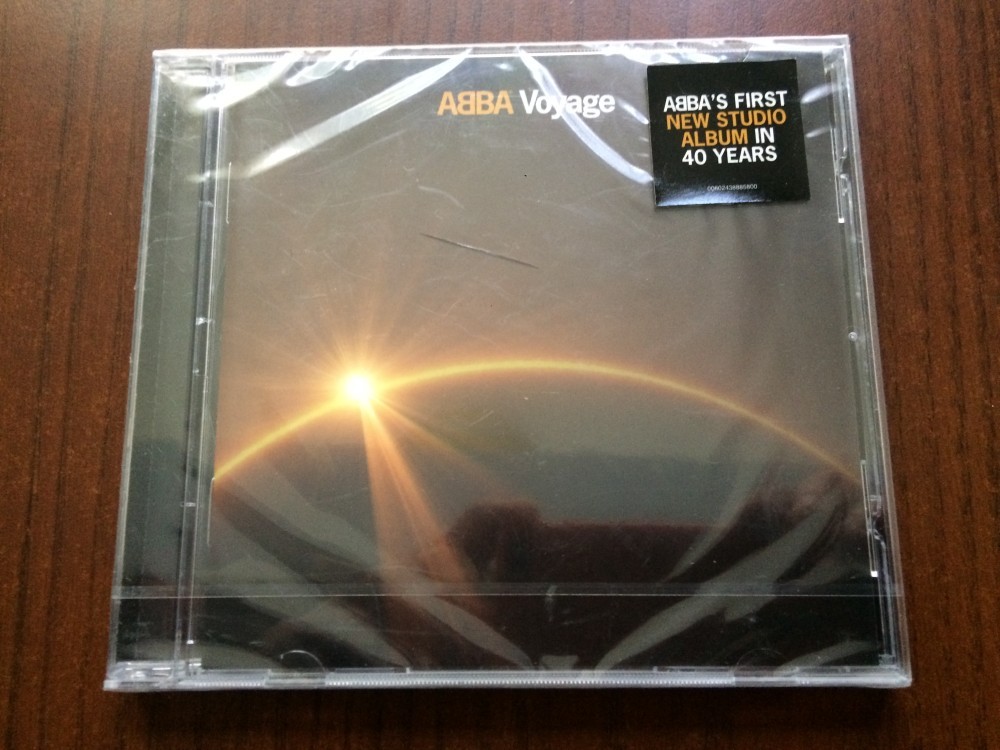 ABBA Voyage
ABBA'S FIRST
NEW STUDIO
ALBUM IN
40 YEARS